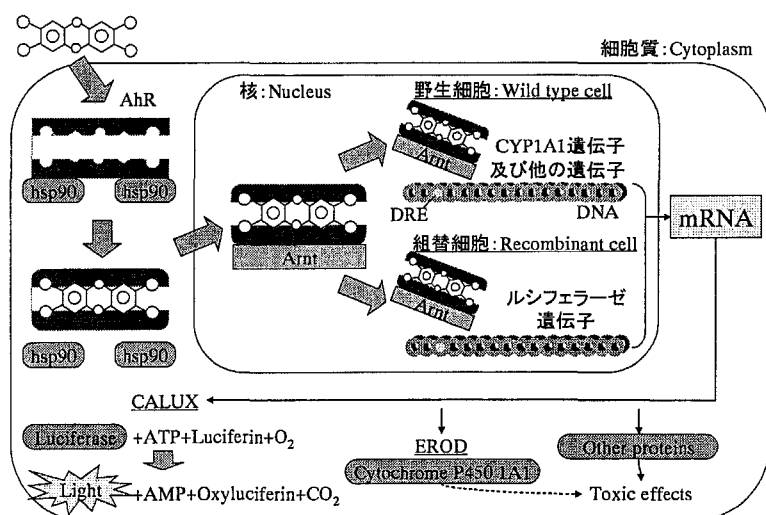 細胞質:Cytoplasm
AhR
hsp90 hsp90
hsp90 hsp90
核:Nucleus
Arnt
野生細胞:Wild type cell
Arnt
CYP1A1遺伝子
及び他の遺伝子
DRE DNA
組替細胞:Recombinant cell
Arnt
ルシフェラーゼ
遺伝子
mRNA
CALUX
Luciferase +ATP+Luciferin+O₂
Light +AMP+Oxyluciferin+CO₂
EROD
Cytochrome P450 1A1
Other proteins
Toxic effects